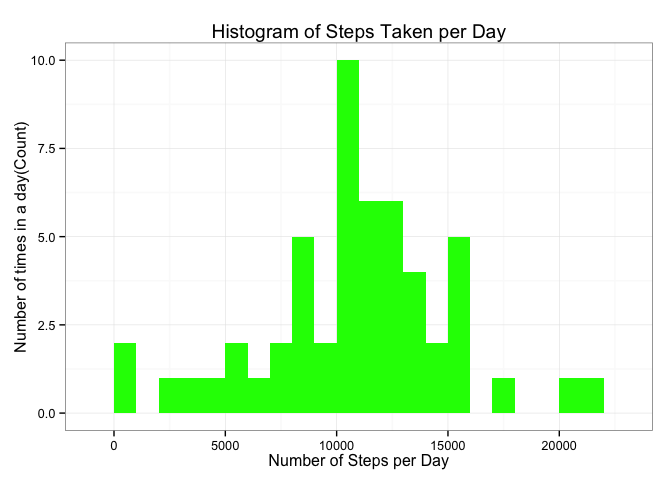 Histogram of Steps Taken per Day
10.0
7.5
5.0
2.5
0.0
Number of times in a day(Count)
0 5000 10000 15000 20000
Number of Steps per Day